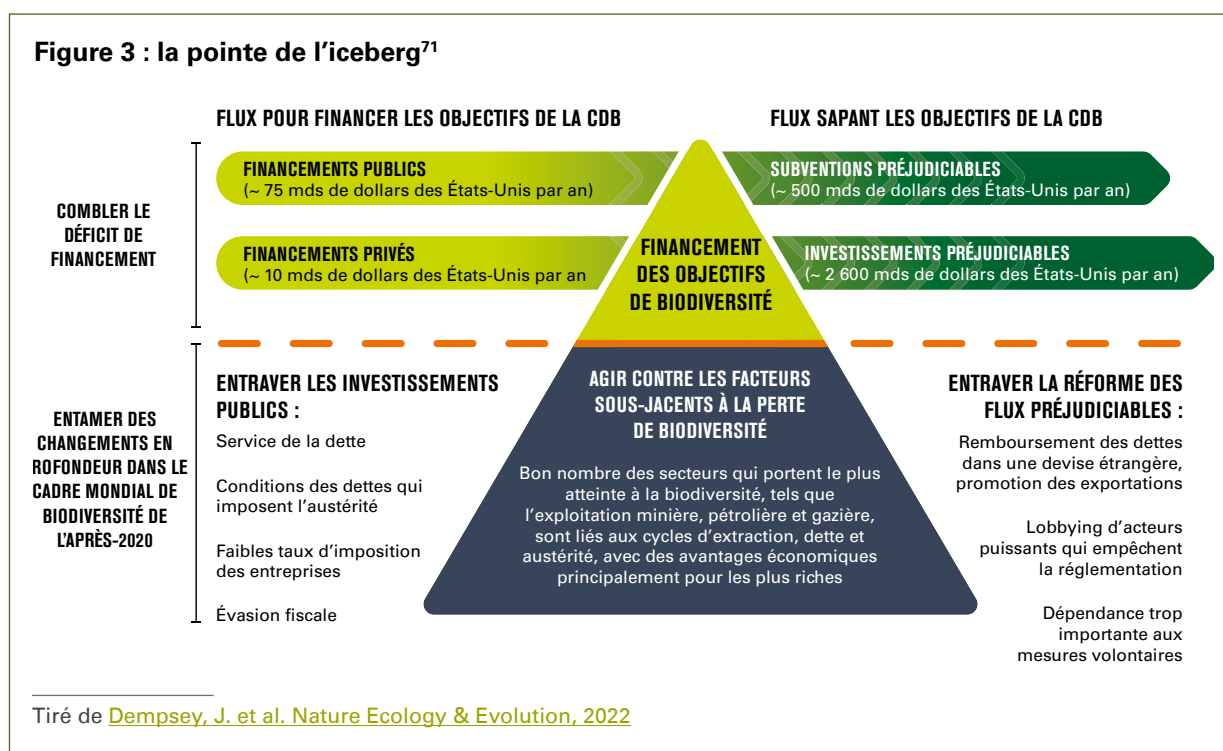 Figure 3 : la pointe de l'iceberg71
FLUX POUR FINANCER LES OBJECTIFS DE LA CDB
FLUX SAPANT LES OBJECTIFS DE LA CDB
COMBLER LE
DÉFICIT DE
FINANCEMENT
FINANCEMENTS PUBLICS
(~ 75 mds de dollars des États-Unis par an)
SUBVENTIONS PRÉJUDICIABLES
(~ 500 mds de dollars des États-Unis par an)
FINANCEMENTS PRIVÉS
(~ 10 mds de dollars des États-Unis par an
FINANCEMENT
DES OBJECTIFS
DE BIODIVERSITÉ
INVESTISSEMENTS PRÉJUDICIABLES
(~ 2 600 mds de dollars des États-Unis par an)
ENTAMER DES
CHANGEMENTS EN
ROFONDEUR DANS LE
CADRE MONDIAL DE
BIODIVERSITÉ DE
L'APRÈS-2020
ENTRAVER LES INVESTISSEMENTS
PUBLICS :
Service de la dette
Conditions des dettes qui
imposent l'austérité
Faibles taux d'imposition
des entreprises
Évasion fiscale
AGIR CONTRE LES FACTEURS
SOUS-JACENTS À LA PERTE
DE BIODIVERSITÉ
Bon nombre des secteurs qui portent le plus
atteinte à la biodiversité, tels que
l'exploitation minière, pétrolière et gazière,
sont liés aux cycles d'extraction, dette et
austérité, avec des avantages économiques
principalement pour les plus riches
ENTRAVER LA RÉFORME DES
FLUX PRÉJUDICIABLES :
Remboursement des dettes
dans une devise étrangère,
promotion des exportations
Lobbying d'acteurs
puissants qui empêchent
la réglementation
Dépendance trop
importante aux
mesures volontaires
Tiré de Dempsey, J. et al. Nature Ecology & Evolution, 2022